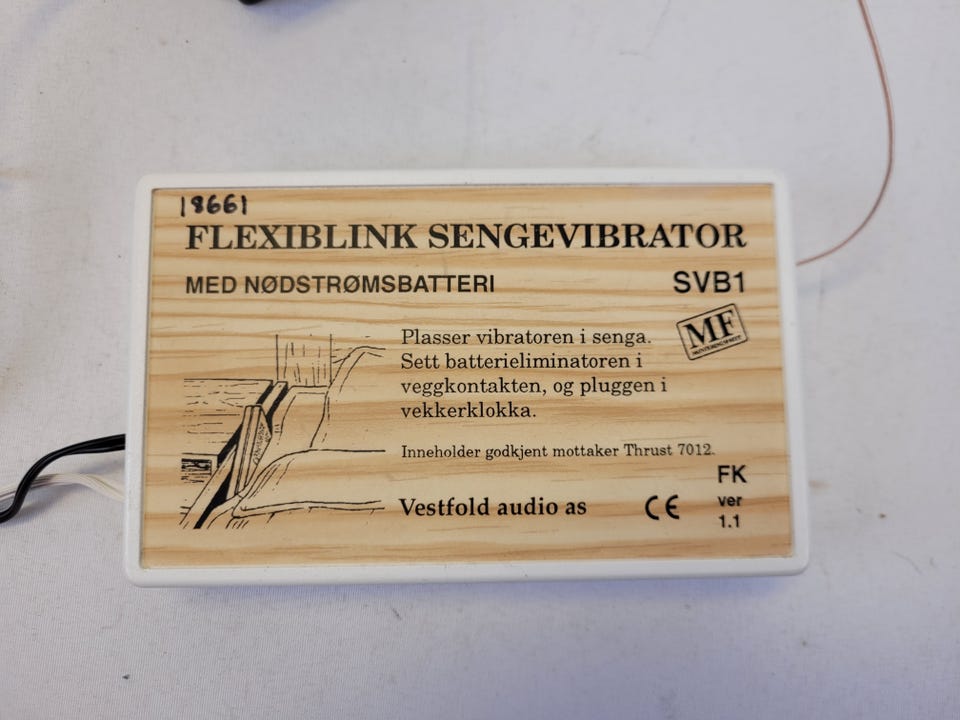 18661
FLEXIBLINK SENGEVIBRATOR
MED NØDSTRØMSBATTERI SVB1
MF
Plasser vibratoren i senga.
Sett batterieliminatoren i
veggkontakten, og pluggen i
vekkerklokka.
Inneholder godkjent mottaker Thrust 7012.
FK
Vestfold audio as CE ver
1.1